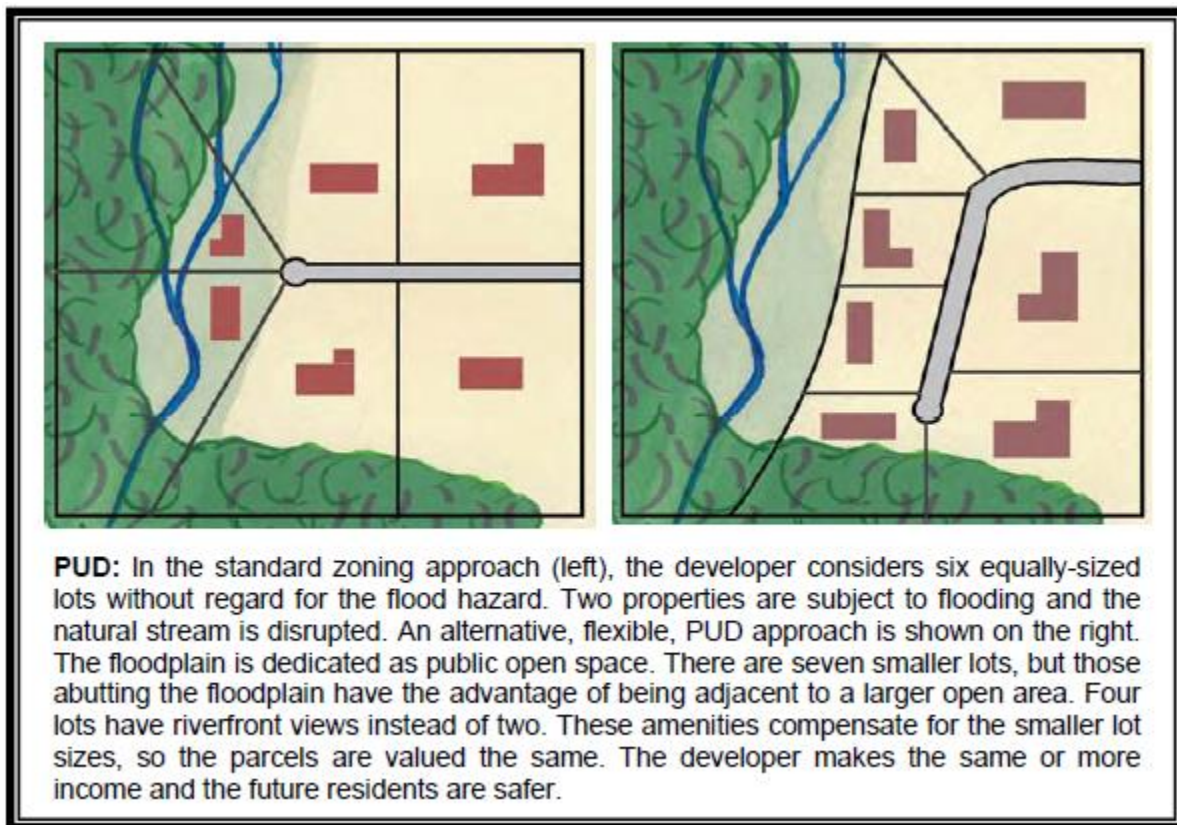 PUD: In the standard zoning approach (left), the developer considers six equally-sized
lots without regard for the flood hazard. Two properties are subject to flooding and the
natural stream is disrupted. An alternative, flexible, PUD approach is shown on the right.
The floodplain is dedicated as public open space. There are seven smaller lots, but those
abutting the floodplain have the advantage of being adjacent to a larger open area. Four
lots have riverfront views instead of two. These amenities compensate for the smaller lot
sizes, so the parcels are valued the same. The developer makes the same or more
income and the future residents are safer.